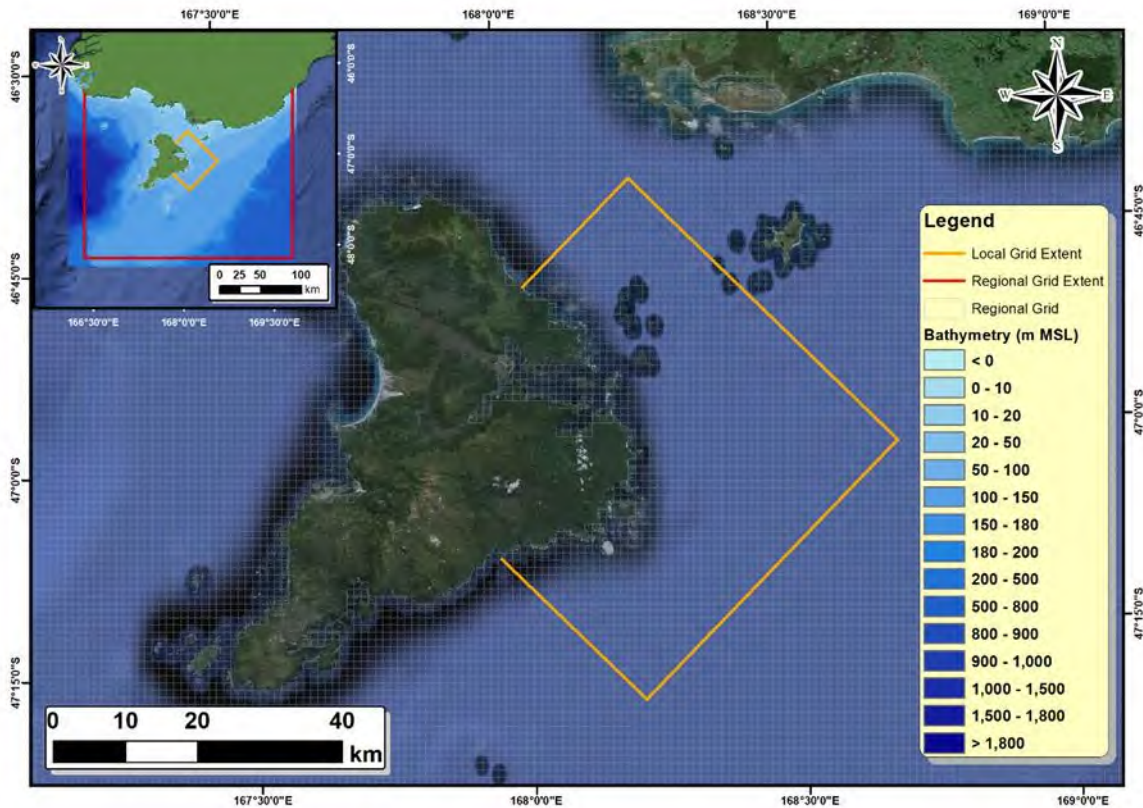 167°30'0"E 168°0'0"E 168°30'0"E 169°0'0"E
46°30'0"S
46°45'0"S
47°0'0"S
47°15'0"S
46°0'0"S
47°0'0"S
48°0'0"S
0 25 50 100
km
166°30'0"E 168°0'0"E 169°30'0"E
N
W E
S
46°45'0"S
47°0'0"S
47°15'0"S
Legend
Local Grid Extent
Regional Grid Extent
Regional Grid
Bathymetry (m MSL)
< 0
0 - 10
10 - 20
20 - 50
50 - 100
100 - 150
150 - 180
180 - 200
200 - 500
500 - 800
800 - 900
900 - 1,000
1,000 - 1,500
1,500 - 1,800
> 1,800
0 10 20 40
km
167°30'0"E 168°0'0"E 168°30'0"E 169°0'0"E